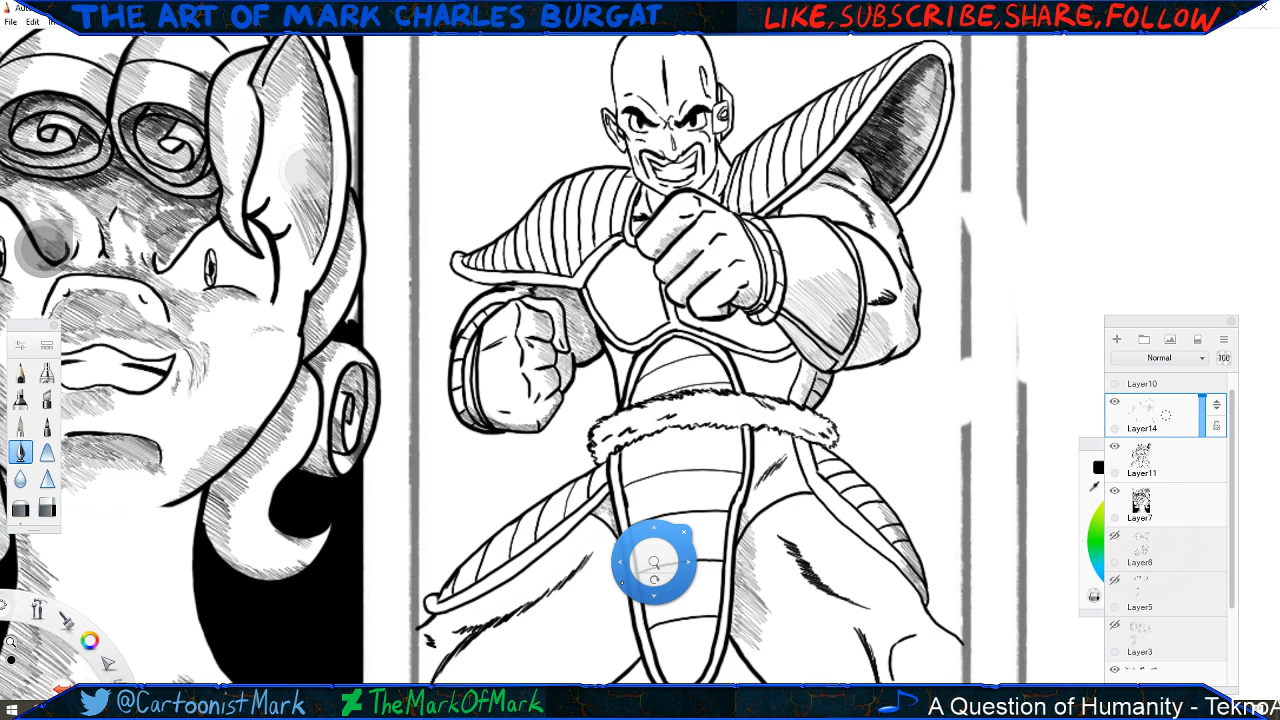 THE ART OF MARK CHARLES BURGAT
LIKE,SUBSCRIBE,SHARE,FOLLOW
File Edit
Normal
100
Layer10
Layer14
Layer11
Layer7
Layer6
Layer5
Layer3
@CartoonistMark
TheMarkOfMark
A Question of Humanity - Tekno